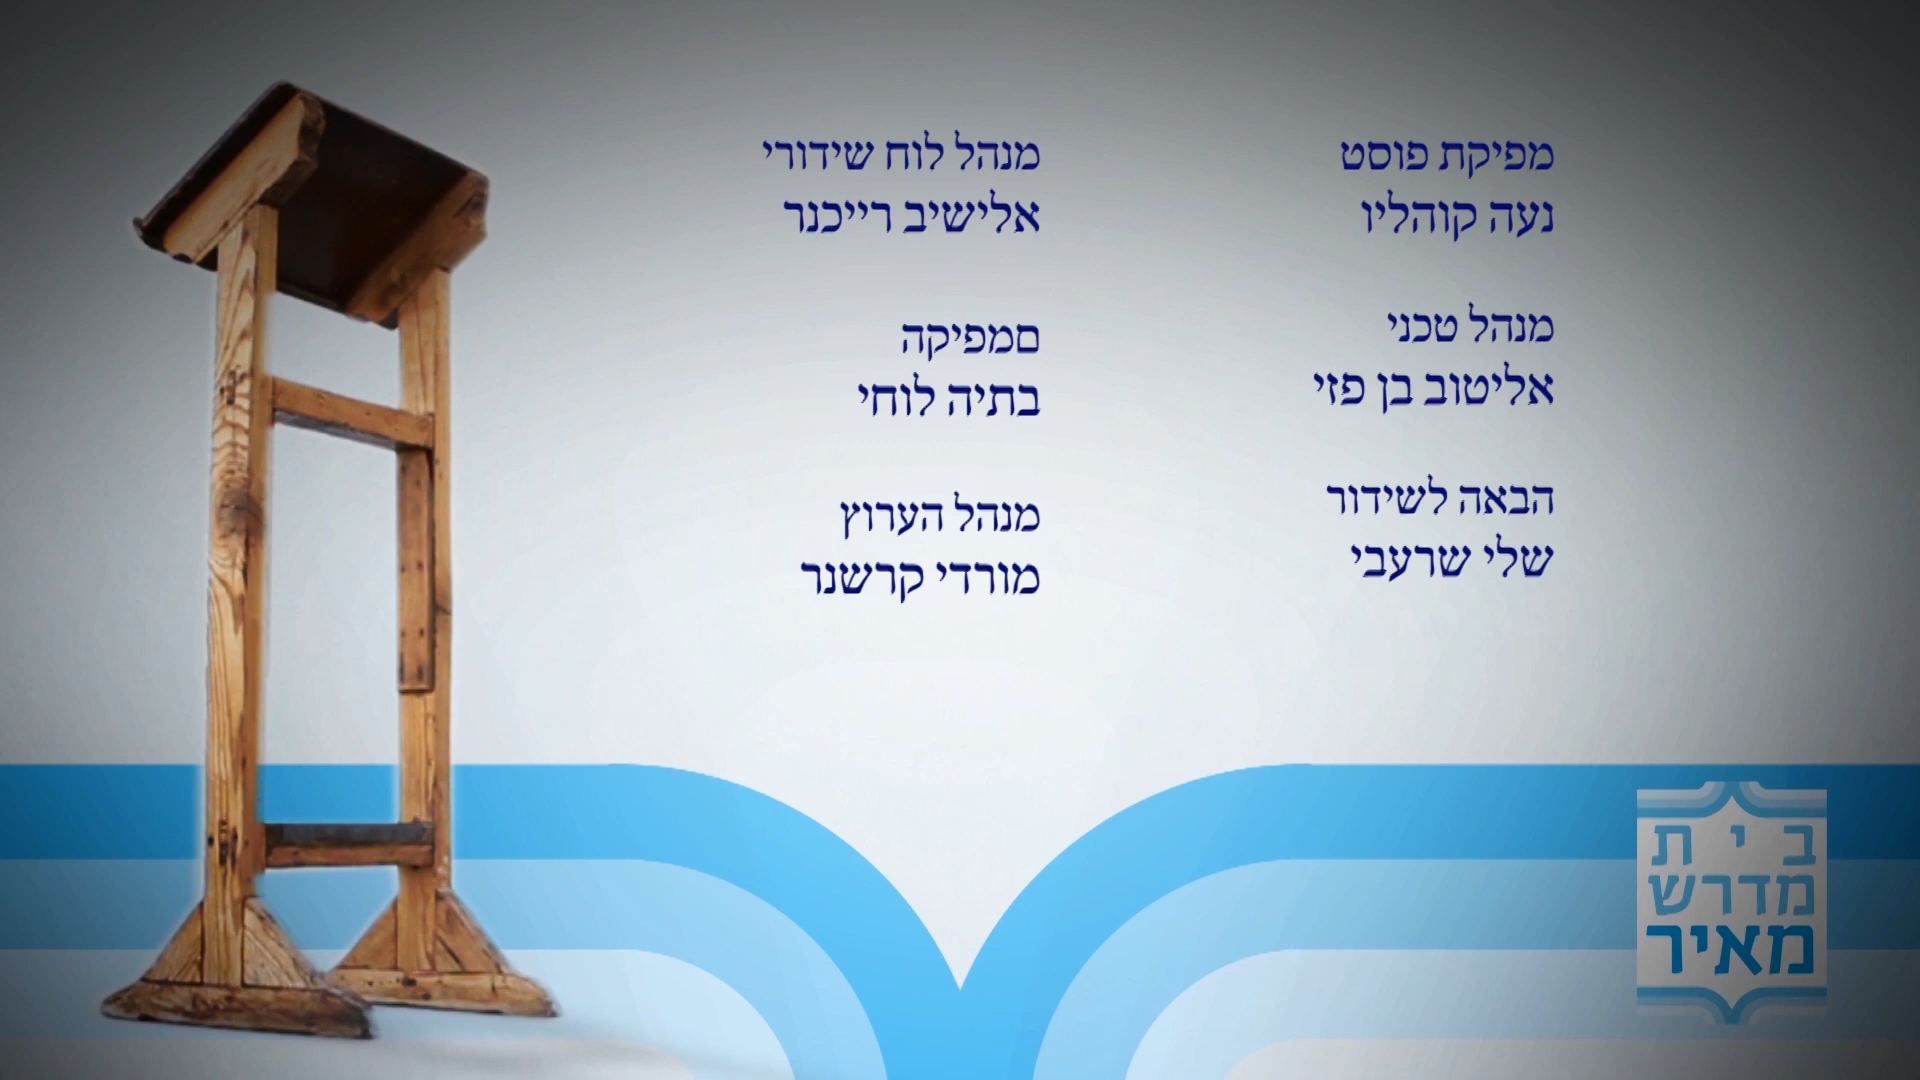 מפיקת פוסט
נעה קוהליו
מנהל טכני
אליטוב בן פזי
הבאה לשידור
שלי שרעבי
מנהל לוח שידורי
אלישיב רייכנר
םמפיקה
בתיה לוחי
מנהל הערוץ
מורדי קרשנר
בית
מדרש
מאיר